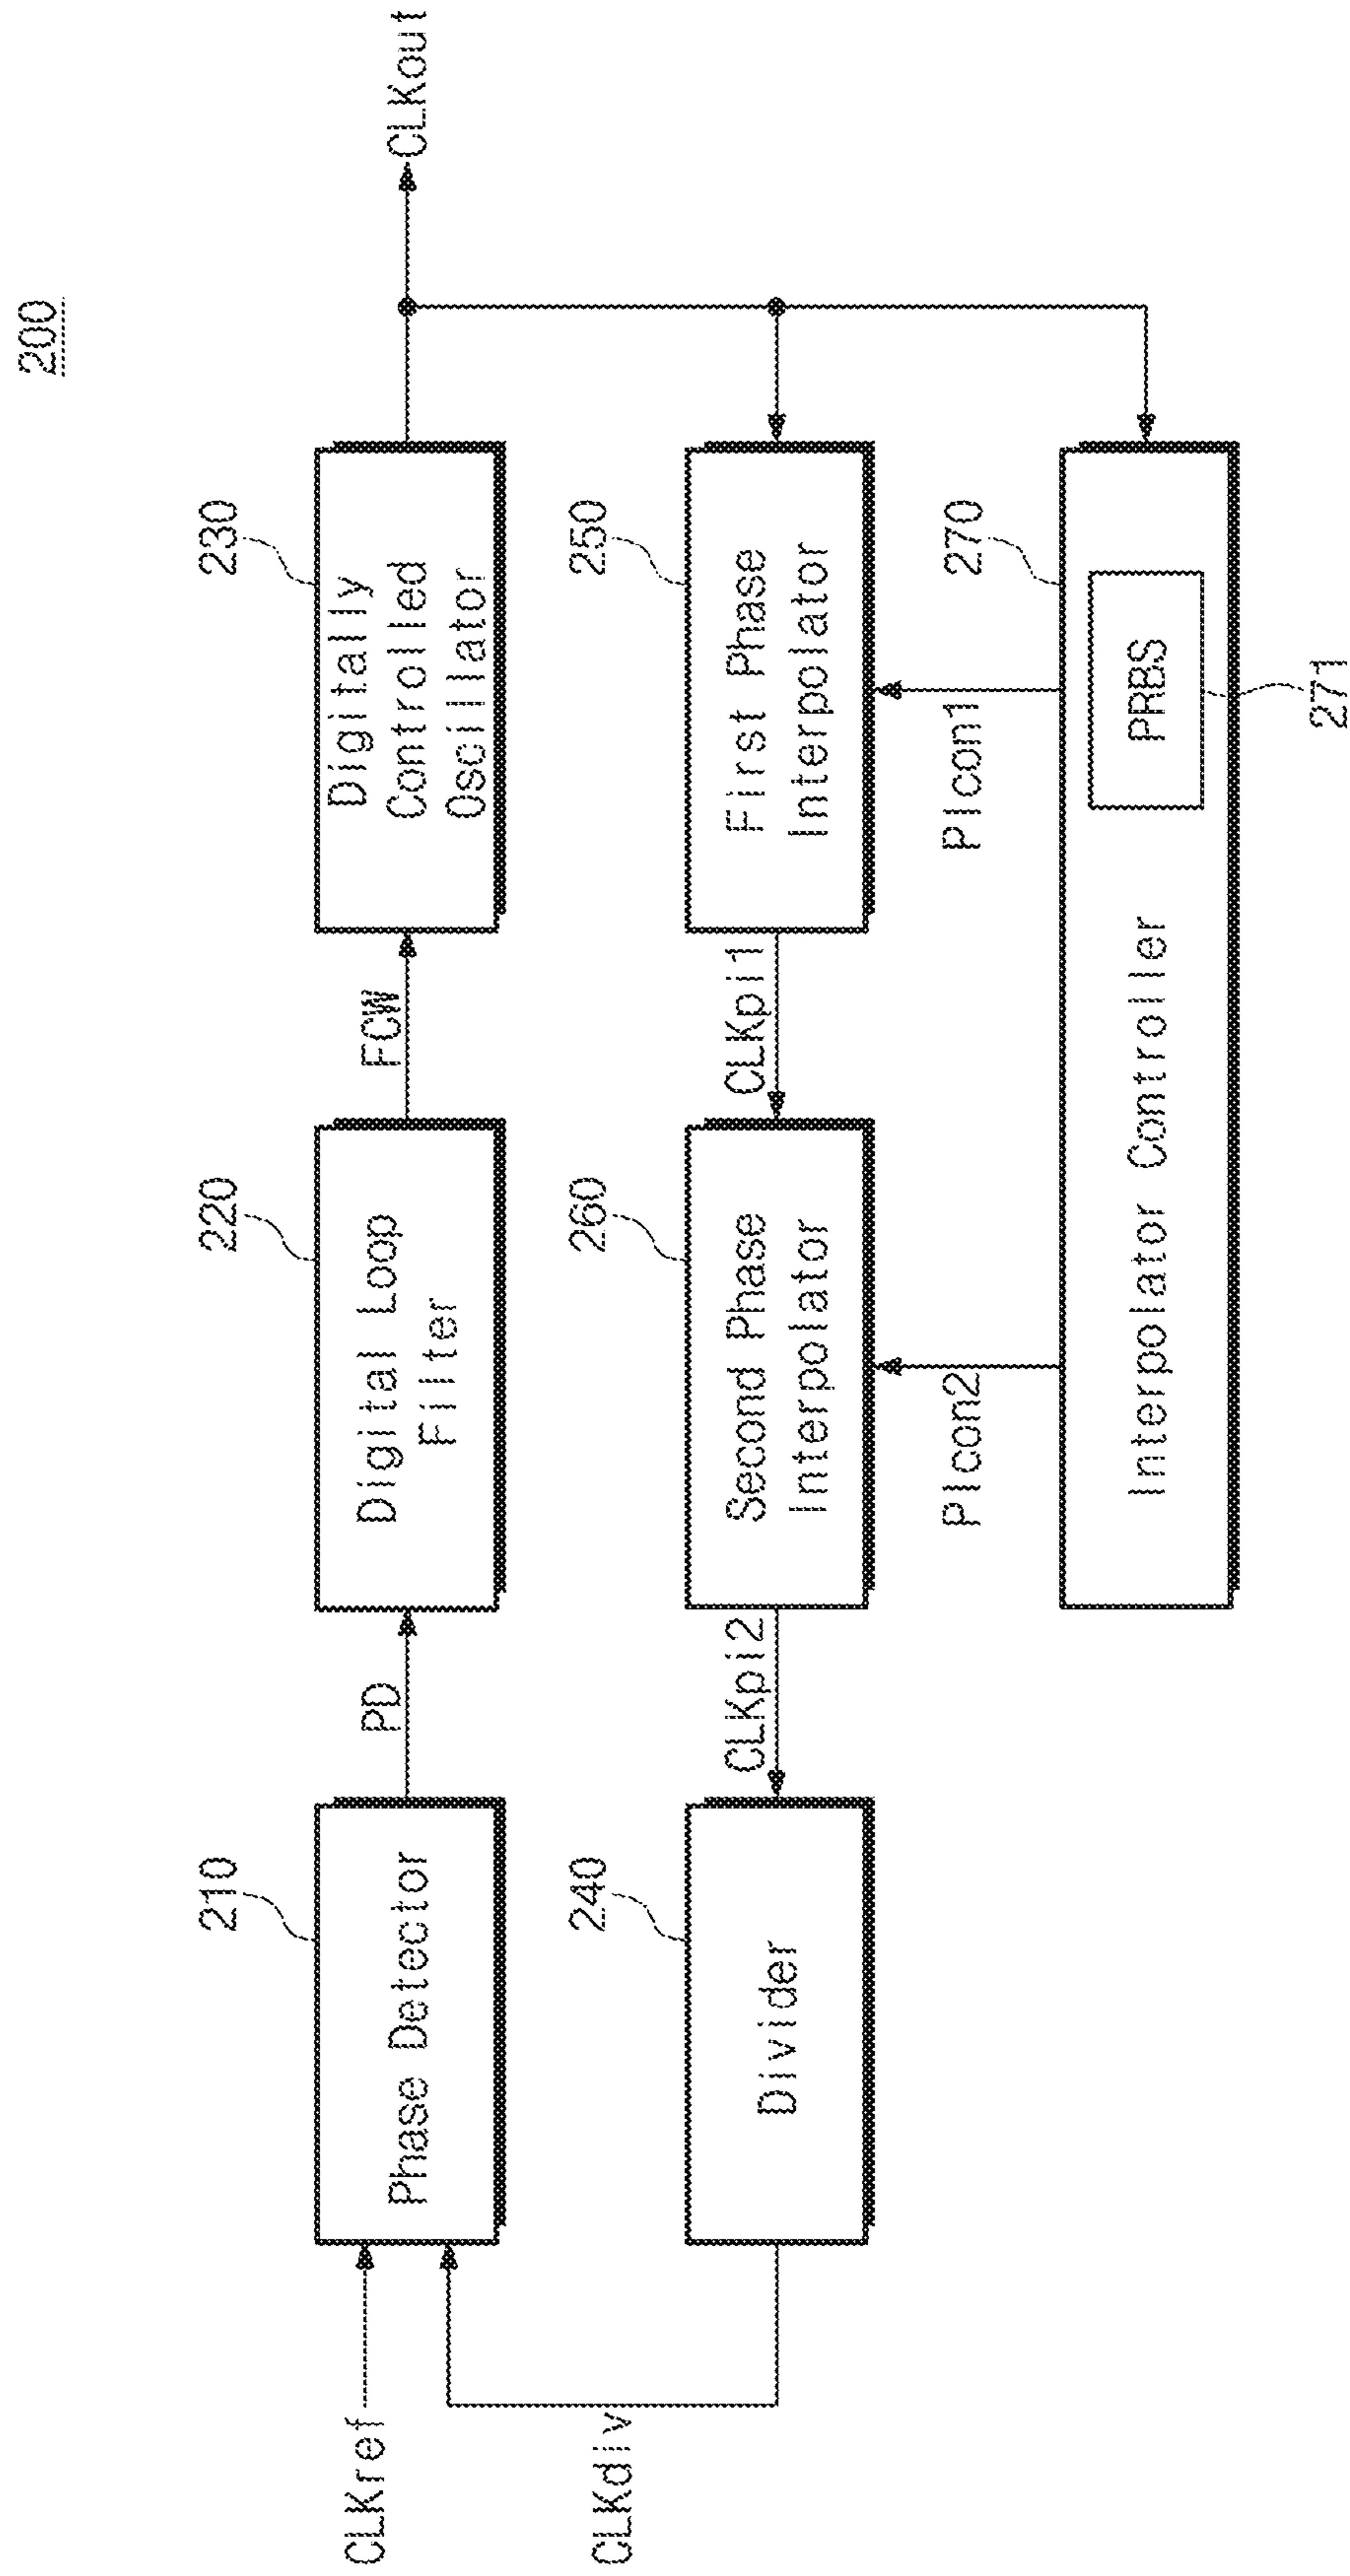 200
210
220
230
CLKref
Phase Detector
PD
Digital Loop
Filter
FCW
Digitally
Controlled
Oscillator
CLKout
240
260
250
CLKdiv
Divider
CLKpi2
Second Phase
Interpolator
CLKpi1
First Phase
Interpolator
PIcon2
PIcon1
270
Interpolator Controller
PRBS
271